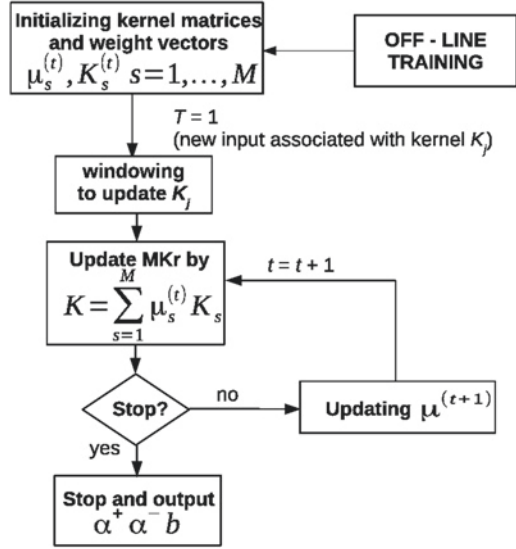 Initializing kernel matrices
and weight vectors
μ_s^(t), K_s^(t) s=1,…,M
OFF - LINE
TRAINING
T = 1
(new input associated with kernel K_j)
windowing
to update K_j
Update MKr by
K=∑_{s=1}^{M} μ_s^(t) K_s
t = t + 1
Stop?
no
Updating μ^(t+1)
yes
Stop and output
α^+ α^- b